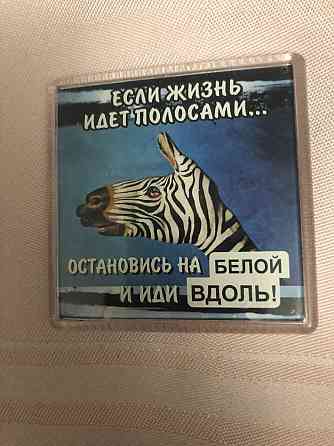 ЕСЛИ ЖИЗНЬ
ИДЕТ ПОЛОСАМИ...
ОСТАНОВИСЬ НА БЕЛОЙ
И ИДИ ВДОЛЬ!